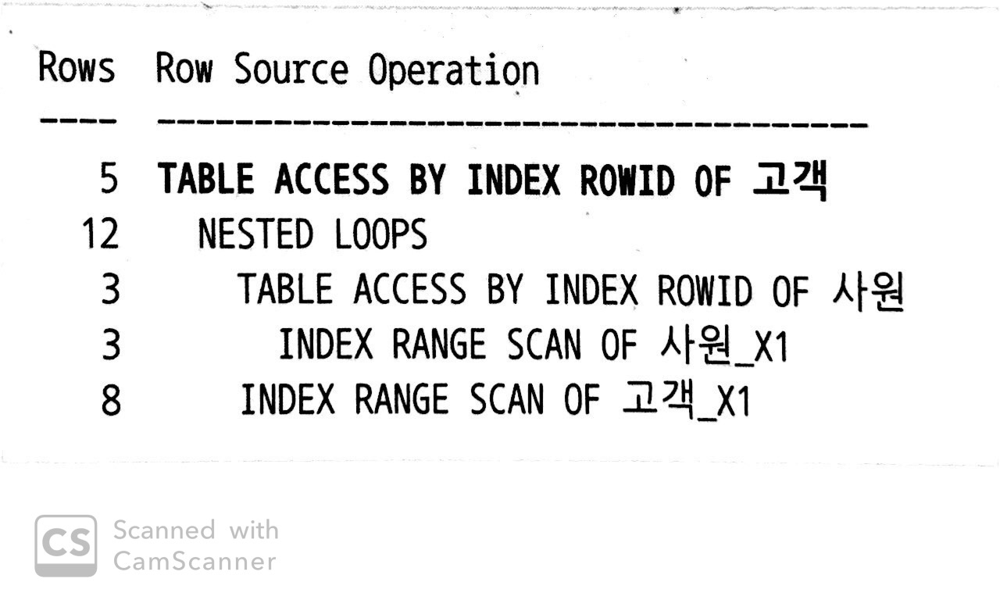 Rows Row Source Operation
---- ------------------------------------
5 TABLE ACCESS BY INDEX ROWID OF 고객
12 NESTED LOOPS
3 TABLE ACCESS BY INDEX ROWID OF 사원
3 INDEX RANGE SCAN OF 사원_X1
8 INDEX RANGE SCAN OF 고객_X1
CS Scanned with
CamScanner